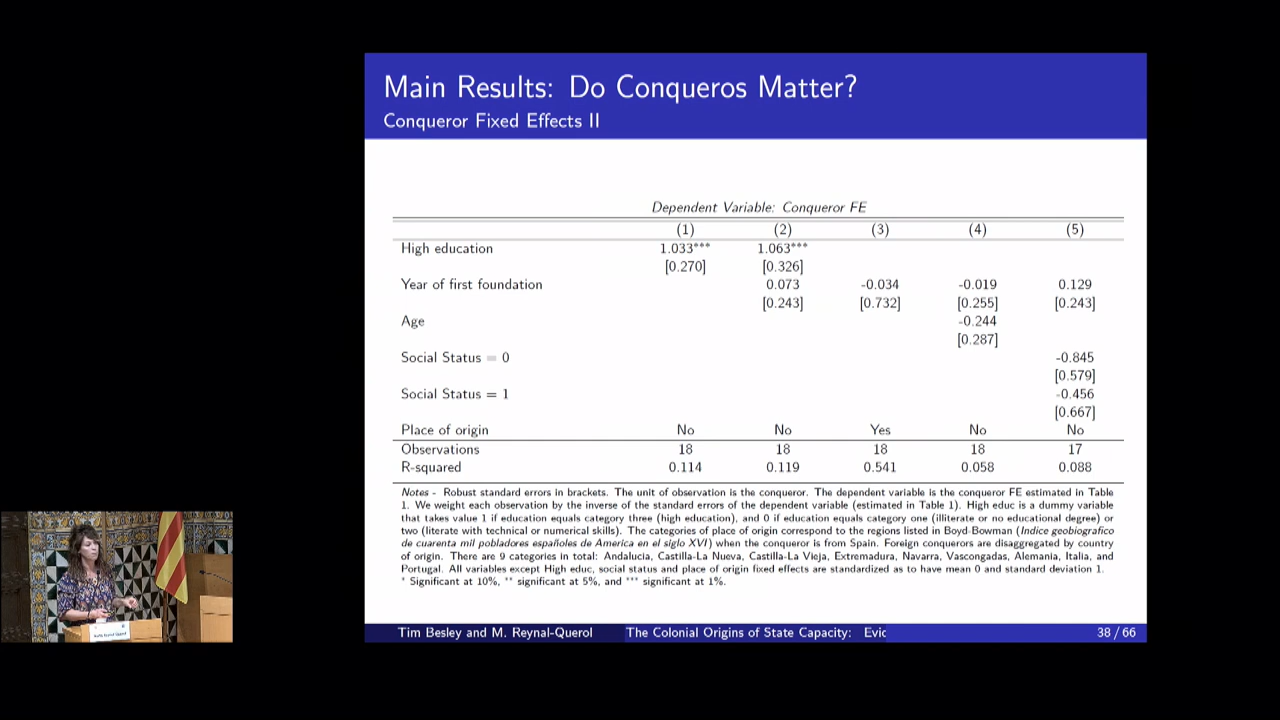 Main Results: Do Conqueros Matter?
Conqueror Fixed Effects II
Dependent Variable: Conqueror FE
(1) (2) (3) (4) (5)
High education 1.033*** 1.063***
[0.270] [0.326]
Year of first foundation 0.073 -0.034 -0.019 0.129
[0.243] [0.732] [0.255] [0.243]
Age -0.244
[0.287]
Social Status = 0 -0.845
[0.579]
Social Status = 1 -0.456
[0.667]
Place of origin No No Yes No No
Observations 18 18 18 18 17
R-squared 0.114 0.119 0.541 0.058 0.088
Notes - Robust standard errors in brackets. The unit of observation is the conqueror. The dependent variable is the conqueror FE estimated in Table
1. We weight each observation by the inverse of the standard errors of the dependent variable (estimated in Table 1). High educ is a dummy variable
that takes value 1 if education equals category three (high education), and 0 if education equals category one (illiterate or no educational degree) or
two (literate with technical or numerical skills). The categories of place of origin correspond to the regions listed in Boyd-Bowman (Indice geobiografico
de cuarenta mil pobladores españoles de America en el siglo XVI) when the conqueror is from Spain. Foreign conquerors are disaggregated by country
of origin. There are 9 categories in total: Andalucia, Castilla-La Nueva, Castilla-La Vieja, Extremadura, Navarra, Vascongadas, Alemania, Italia, and
Portugal. All variables except High educ, social status and place of origin fixed effects are standardized as to have mean 0 and standard deviation 1.
* Significant at 10%, ** significant at 5%, and *** significant at 1%.
Tim Besley and M. Reynal-Querol The Colonial Origins of State Capacity: Evic 38 / 66